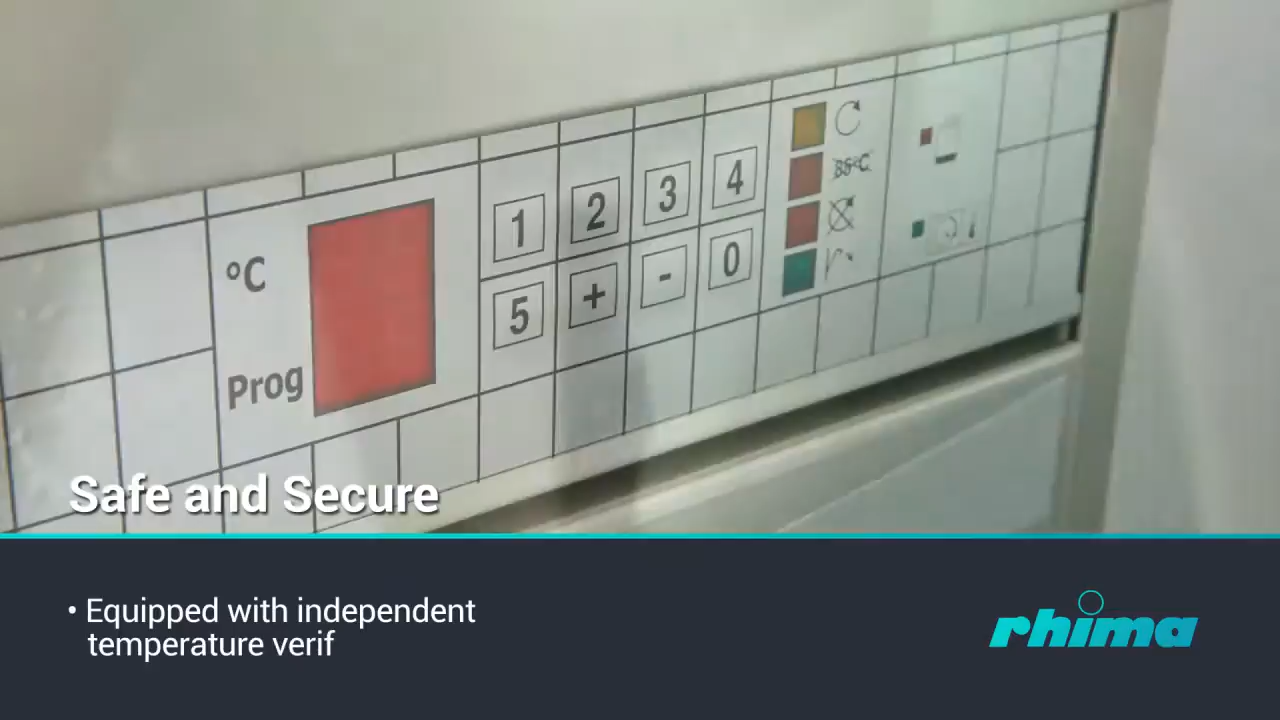 °C
Prog
1 2 3 4
5 + - 0
85°C
Safe and Secure
• Equipped with independent
temperature verif
rhima